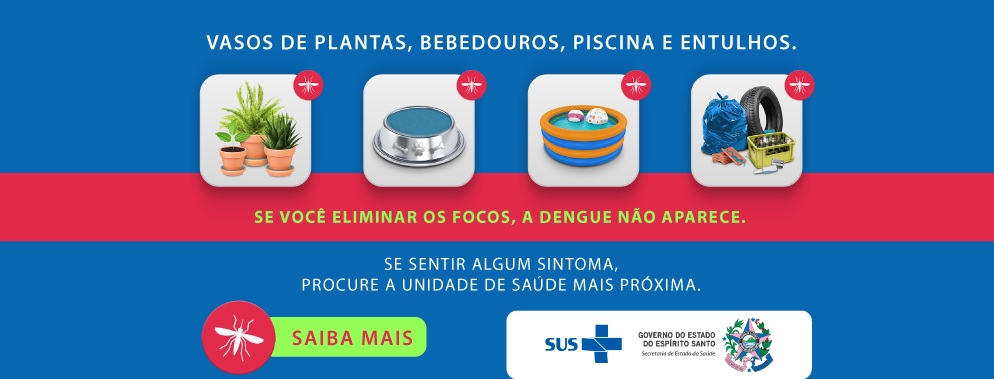 VASOS DE PLANTAS, BEBEDOUROS, PISCINA E ENTULHOS.
SE VOCÊ ELIMINAR OS FOCOS, A DENGUE NÃO APARECE.
SE SENTIR ALGUM SINTOMA,
PROCURE A UNIDADE DE SAÚDE MAIS PRÓXIMA.
SAIBA MAIS
SUS
GOVERNO DO ESTADO
DO ESPÍRITO SANTO
Secretaria de Estado da Saúde